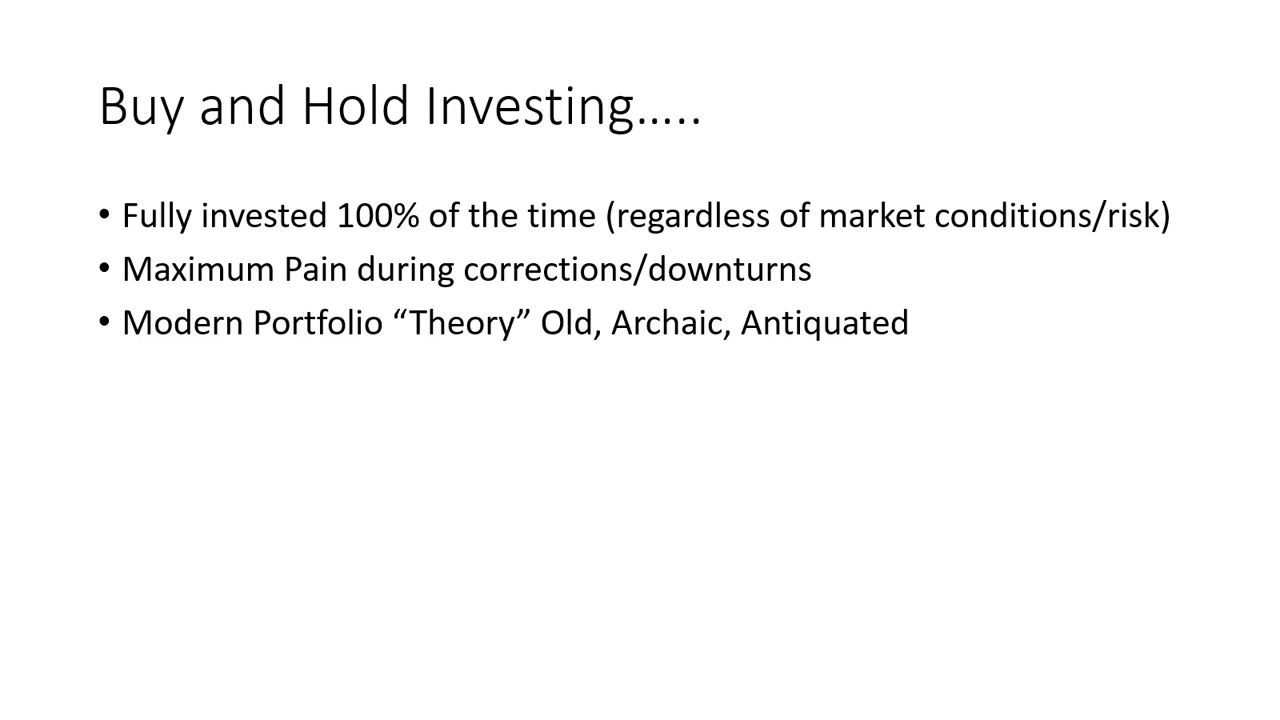 Buy and Hold Investing.....
• Fully invested 100% of the time (regardless of market conditions/risk)
• Maximum Pain during corrections/downturns
• Modern Portfolio “Theory” Old, Archaic, Antiquated